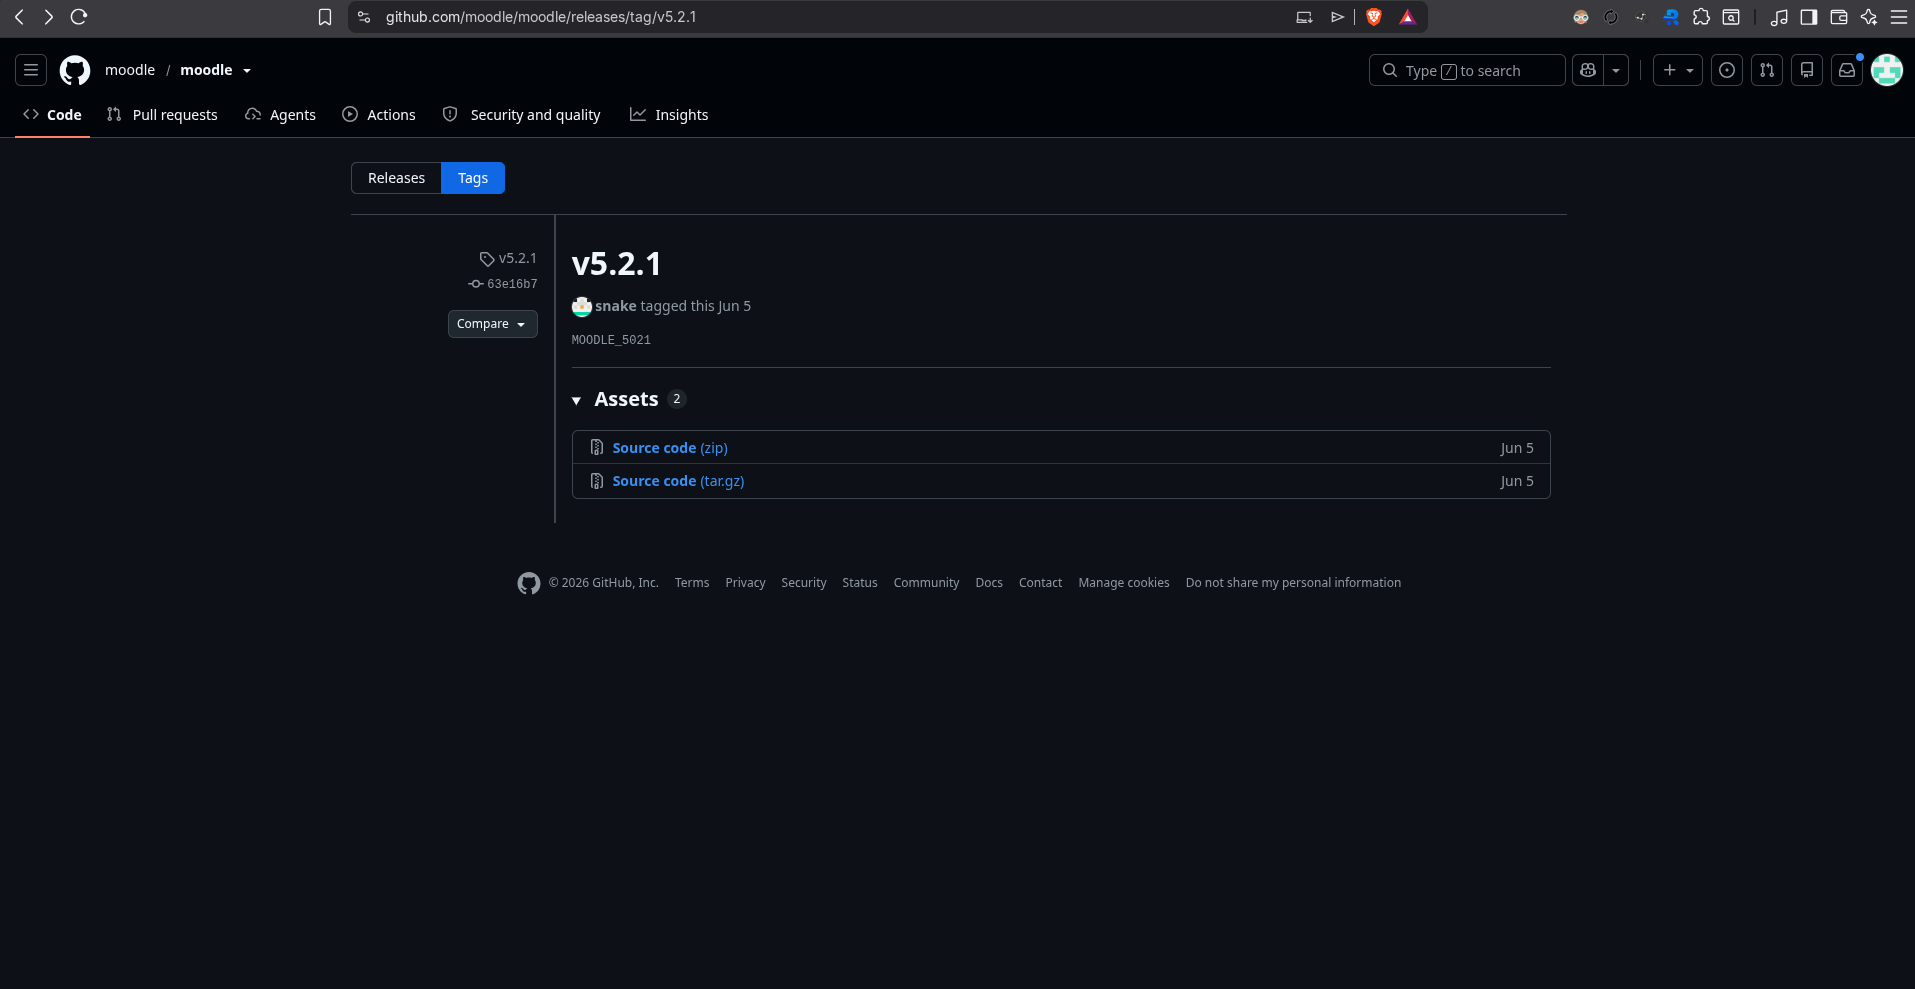 github.com/moodle/moodle/releases/tag/v5.2.1
moodle / moodle
Type / to search
Code
Pull requests
Agents
Actions
Security and quality
Insights
Releases
Tags
v5.2.1
63e16b7
Compare
v5.2.1
snake tagged this Jun 5
MOODLE_5021
Assets 2
Source code (zip) Jun 5
Source code (tar.gz) Jun 5
© 2026 GitHub, Inc. Terms Privacy Security Status Community Docs Contact Manage cookies Do not share my personal information